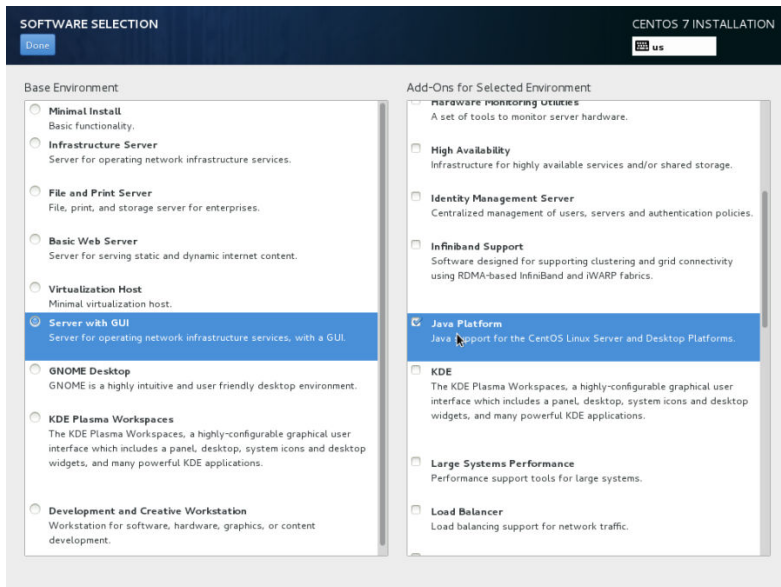 SOFTWARE SELECTION
Done
CENTOS 7 INSTALLATION
us
Base Environment
Minimal Install
Basic functionality.
Infrastructure Server
Server for operating network infrastructure services.
File and Print Server
File, print, and storage server for enterprises.
Basic Web Server
Server for serving static and dynamic internet content.
Virtualization Host
Minimal virtualization host.
Server with GUI
Server for operating network infrastructure services, with a GUI.
GNOME Desktop
GNOME is a highly intuitive and user friendly desktop environment.
KDE Plasma Workspaces
The KDE Plasma Workspaces, a highly-configurable graphical user
interface which includes a panel, desktop, system icons and desktop
widgets, and many powerful KDE applications.
Development and Creative Workstation
Workstation for software, hardware, graphics, or content
development.
Add-Ons for Selected Environment
Hardware Monitoring Utilities
A set of tools to monitor server hardware.
High Availability
Infrastructure for highly available services and/or shared storage.
Identity Management Server
Centralized management of users, servers and authentication policies.
Infiniband Support
Software designed for supporting clustering and grid connectivity
using RDMA-based InfiniBand and iWARP fabrics.
Java Platform
Java support for the CentOS Linux Server and Desktop Platforms.
KDE
The KDE Plasma Workspaces, a highly-configurable graphical user
interface which includes a panel, desktop, system icons and desktop
widgets, and many powerful KDE applications.
Large Systems Performance
Performance support tools for large systems.
Load Balancer
Load balancing support for network traffic.